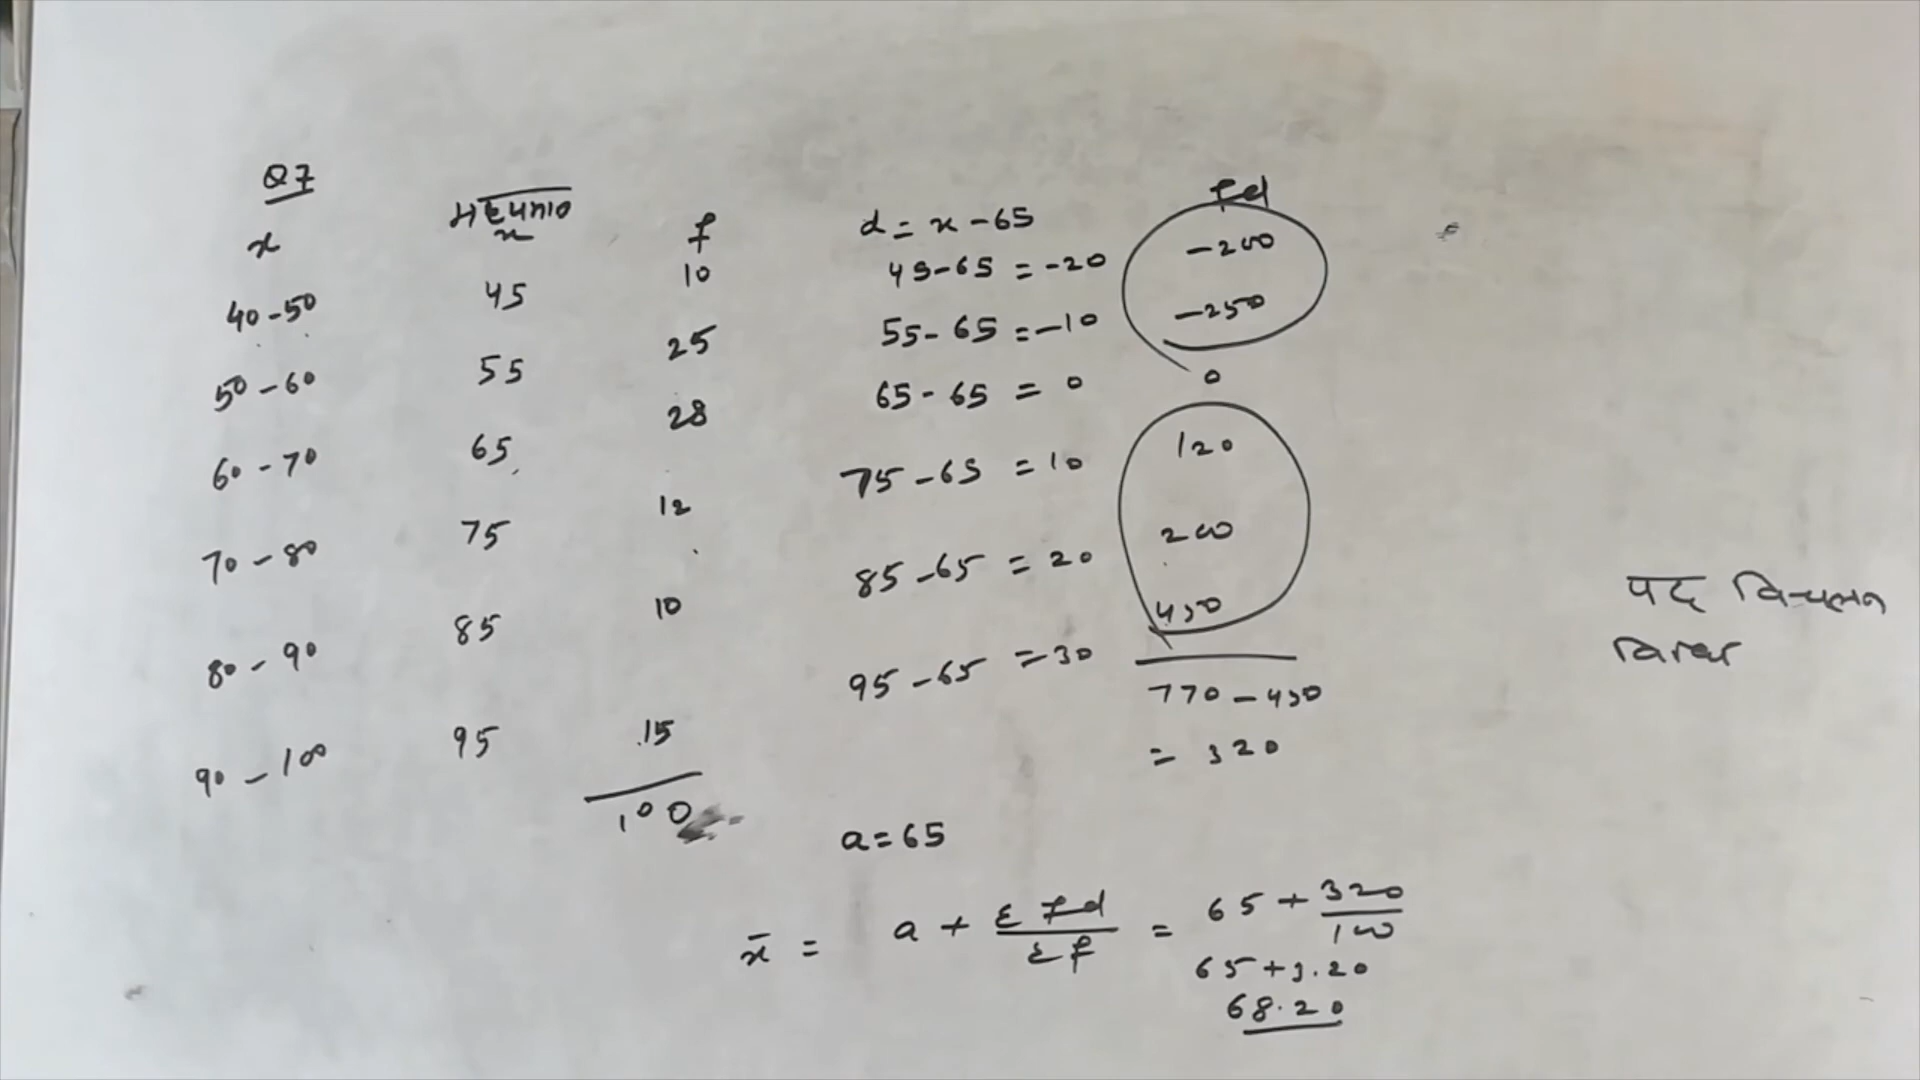 Q7
x मध्यमान x f d = x - 65 fd
40-50 45 10 45-65 = -20 -200
50-60 55 25 55-65 = -10 -250
60-70 65 28 65-65 = 0 0
70-80 75 12 75-65 = 10 120
80-90 85 10 85-65 = 20 200
90-100 95 15 95-65 = 30 450
100 770-450
= 320
a = 65
x̄ = a + Σfd/Σf = 65 + 320/100
65+3.20
68.20
पद विचलन